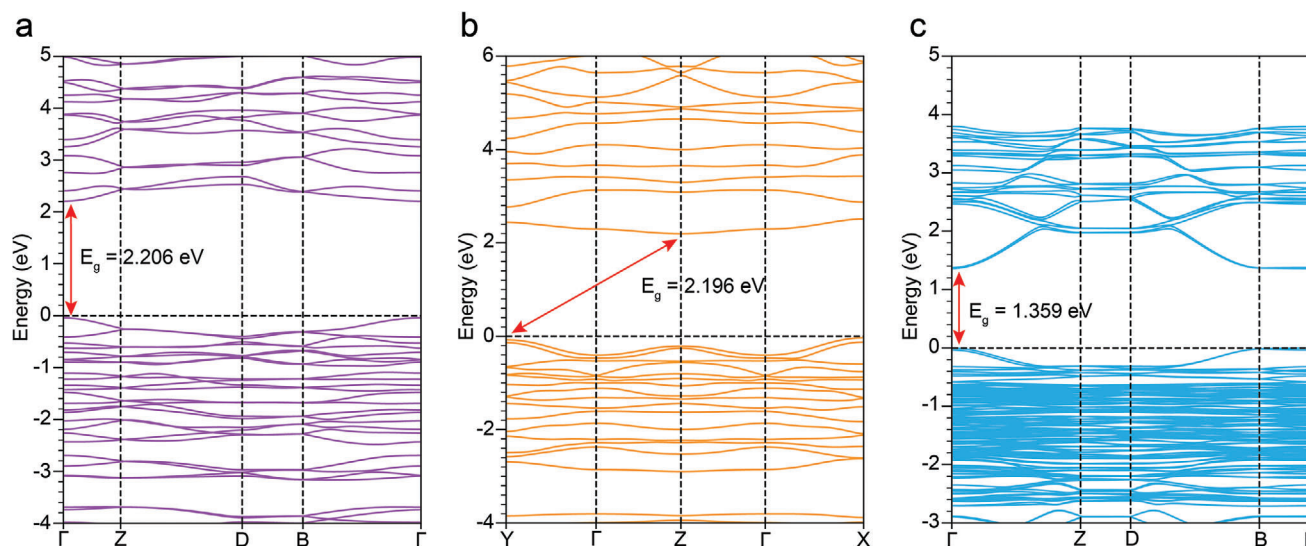 a
Energy (eV)
5
4
3
2
1
0
-1
-2
-3
-4
E_g = 2.206 eV
Γ Z D B Γ
b
Energy (eV)
6
4
2
0
-2
-4
E_g = 2.196 eV
Y Γ Z Γ X
c
Energy (eV)
5
4
3
2
1
0
-1
-2
-3
E_g = 1.359 eV
Γ Z D B